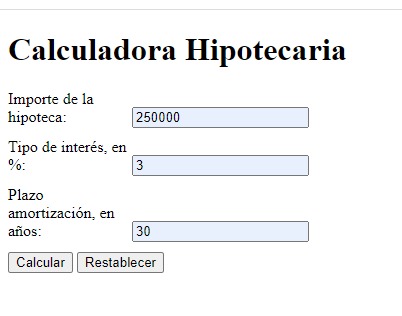 Calculadora Hipotecaria
Importe de la
hipoteca:
250000
Tipo de interés, en
%:
3
Plazo
amortización, en
años:
30
Calcular Restablecer